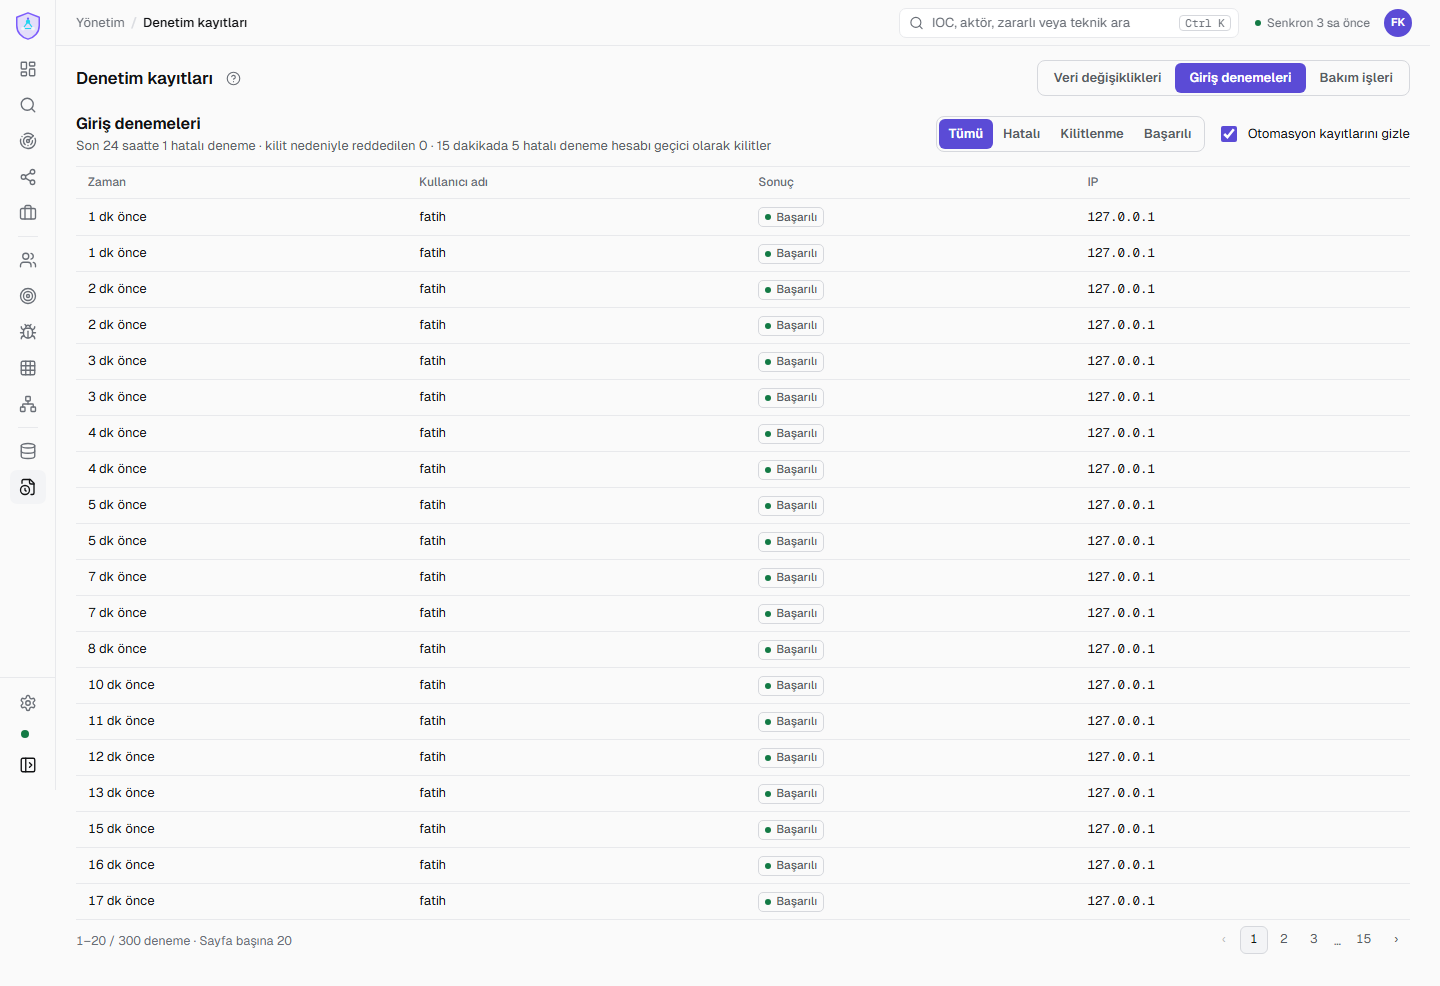 Yönetim / Denetim kayıtları
IOC, aktör, zararlı veya teknik ara Ctrl K
Senkron 3 sa önce FK
Denetim kayıtları
Veri değişiklikleri Giriş denemeleri Bakım işleri
Giriş denemeleri
Son 24 saatte 1 hatalı deneme · kilit nedeniyle reddedilen 0 · 15 dakikada 5 hatalı deneme hesabı geçici olarak kilitler
Tümü Hatalı Kilitlenme Başarılı Otomasyon kayıtlarını gizle
Zaman Kullanıcı adı Sonuç IP
1 dk önce fatih Başarılı 127.0.0.1
1 dk önce fatih Başarılı 127.0.0.1
2 dk önce fatih Başarılı 127.0.0.1
2 dk önce fatih Başarılı 127.0.0.1
3 dk önce fatih Başarılı 127.0.0.1
3 dk önce fatih Başarılı 127.0.0.1
4 dk önce fatih Başarılı 127.0.0.1
4 dk önce fatih Başarılı 127.0.0.1
5 dk önce fatih Başarılı 127.0.0.1
5 dk önce fatih Başarılı 127.0.0.1
7 dk önce fatih Başarılı 127.0.0.1
7 dk önce fatih Başarılı 127.0.0.1
8 dk önce fatih Başarılı 127.0.0.1
10 dk önce fatih Başarılı 127.0.0.1
11 dk önce fatih Başarılı 127.0.0.1
12 dk önce fatih Başarılı 127.0.0.1
13 dk önce fatih Başarılı 127.0.0.1
15 dk önce fatih Başarılı 127.0.0.1
16 dk önce fatih Başarılı 127.0.0.1
17 dk önce fatih Başarılı 127.0.0.1
1–20 / 300 deneme · Sayfa başına 20
‹ 1 2 3 … 15 ›